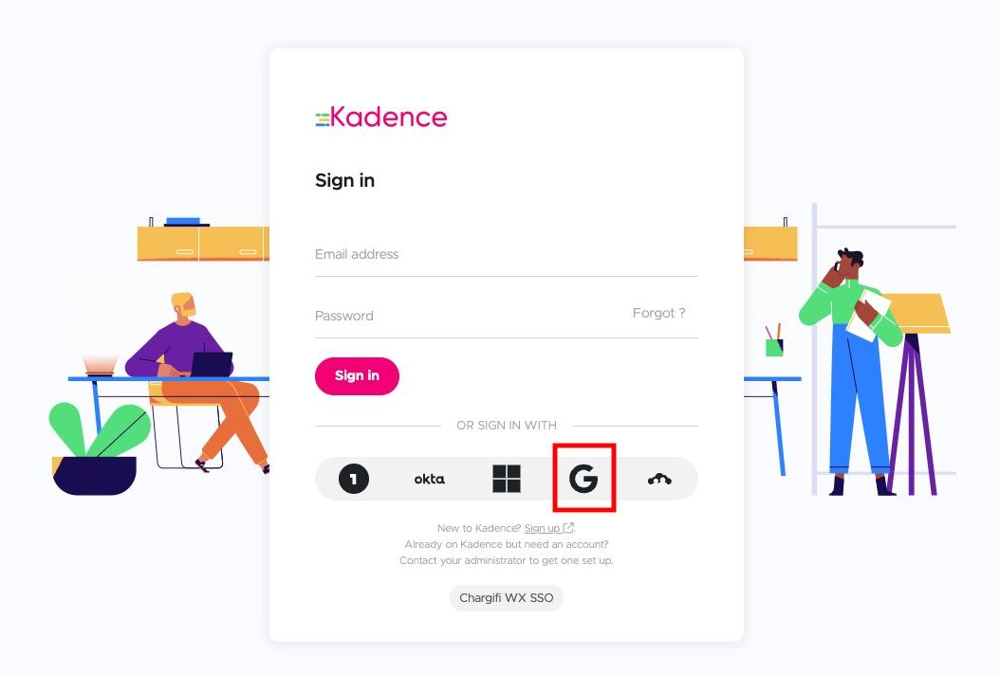 Kadence
Sign in
Email address
Password
Forgot ?
Sign in
OR SIGN IN WITH
1
okta
G
New to Kadence? Sign up.
Already on Kadence but need an account?
Contact your administrator to get one set up.
Chargifi WX SSO